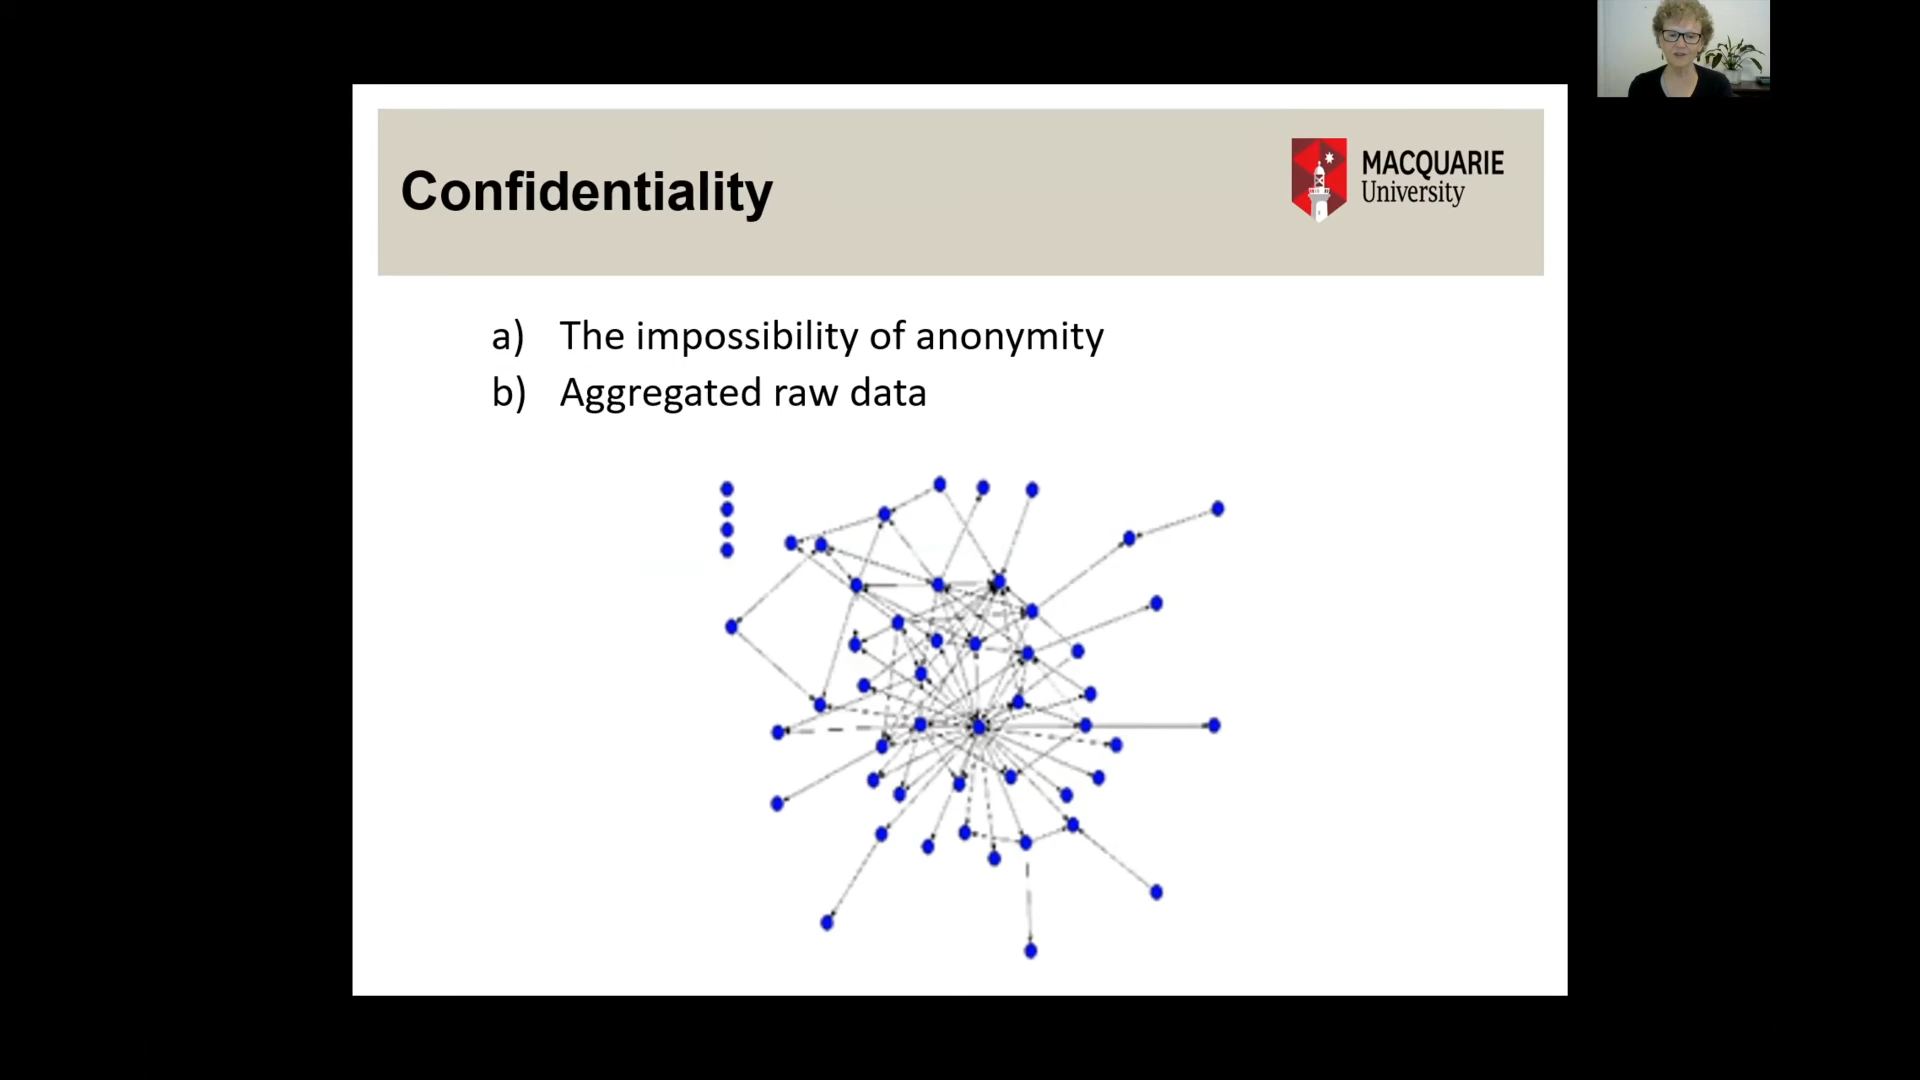 Confidentiality
MACQUARIE
University
a) The impossibility of anonymity
b) Aggregated raw data